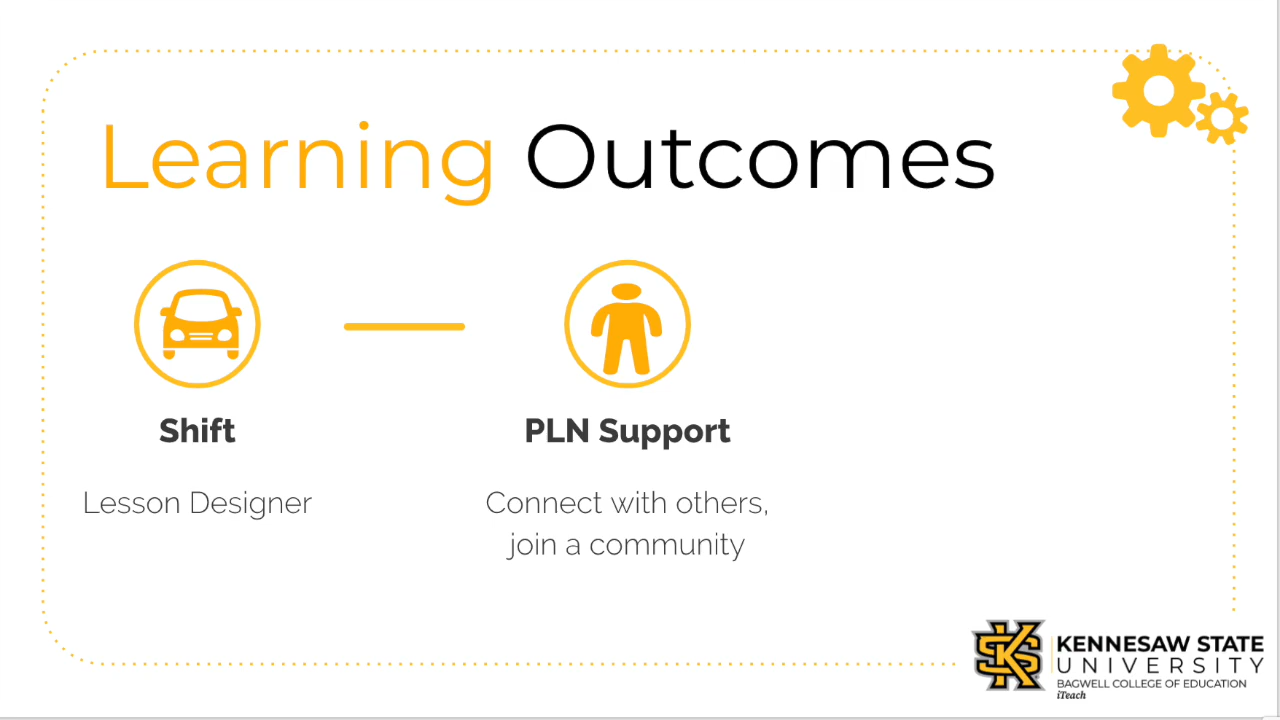 Learning Outcomes
Shift
PLN Support
Lesson Designer
Connect with others,
join a community
KS
KENNESAW STATE
UNIVERSITY
BAGWELL COLLEGE OF EDUCATION
iTeach